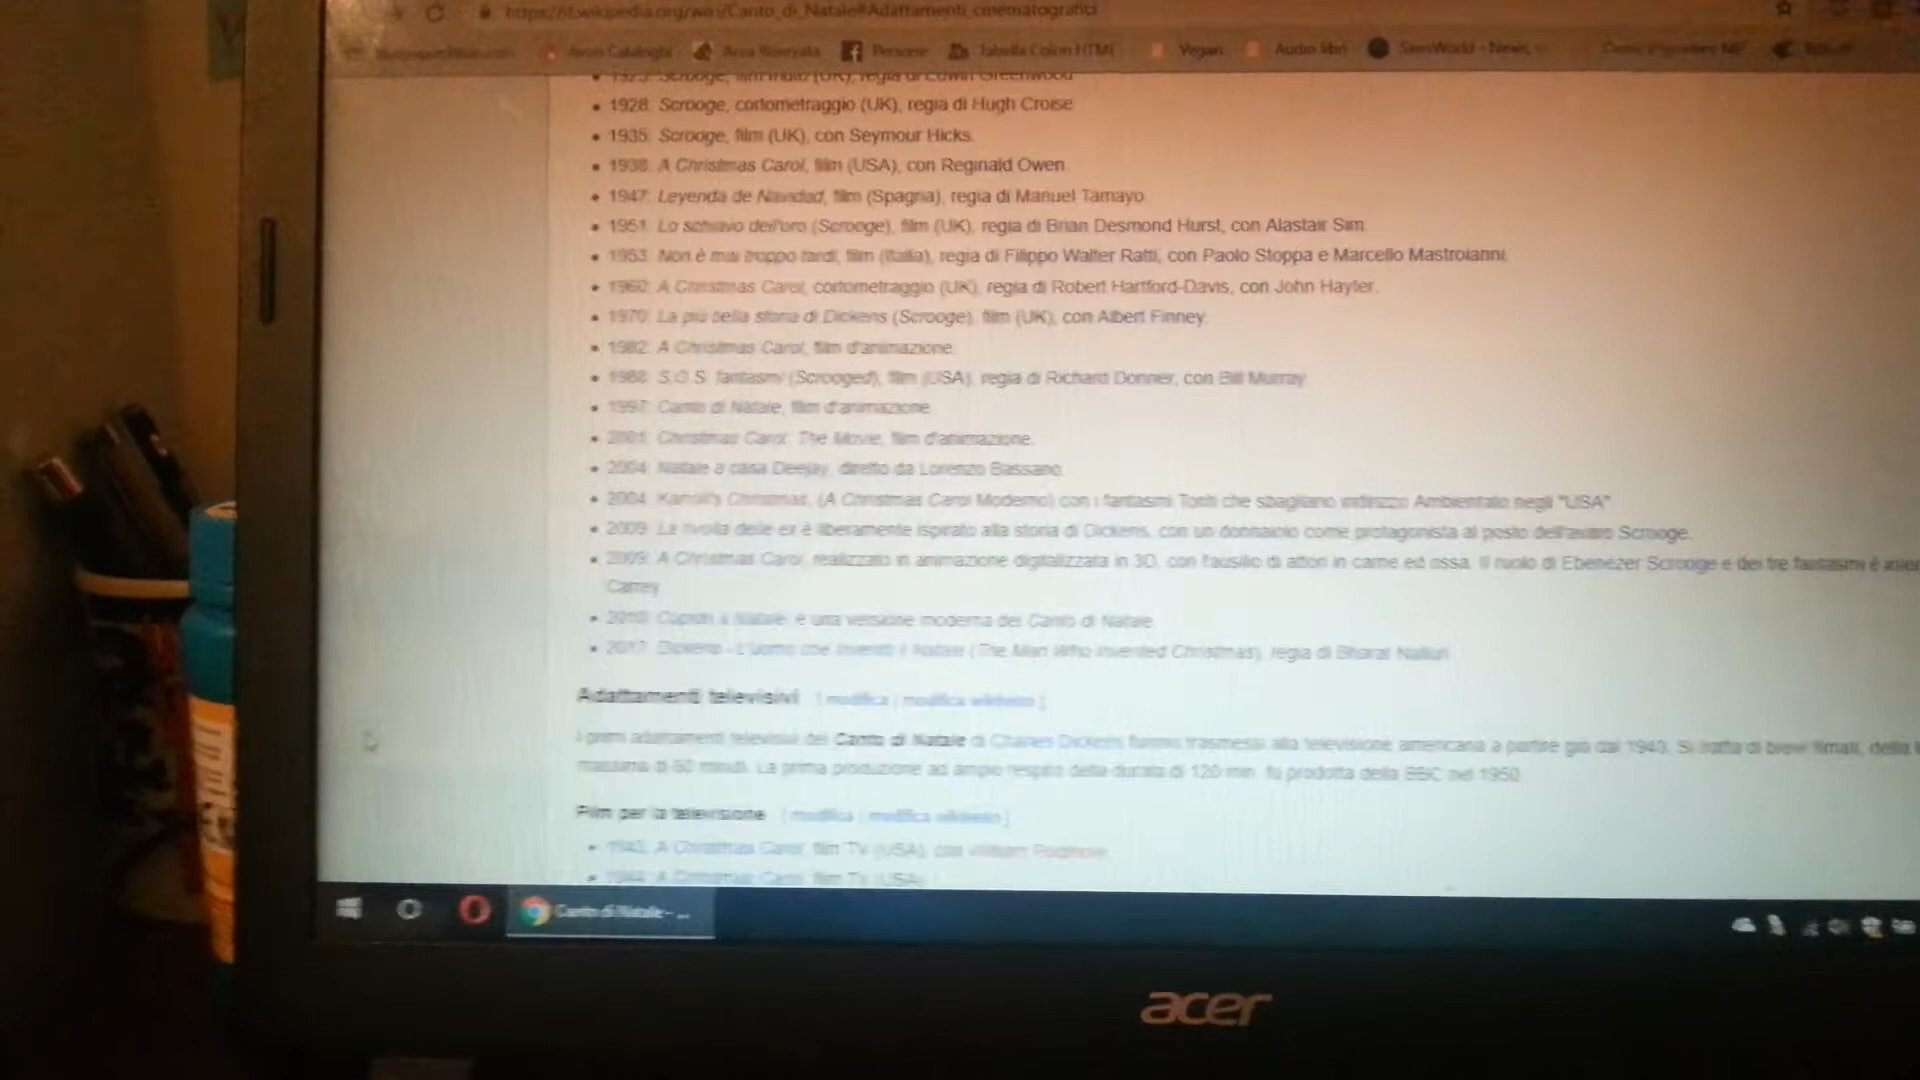 https://it.wikipedia.org/wiki/Canto_di_Natale#Adattamenti_cinematografici
Avon Cataloghi Area Riservata Persone Tabella Colori HTML Vegan Audio libri SimsWorld - News,
1923: Scrooge, film muto (UK), regia di Edwin Greenwood
1928: Scrooge, cortometraggio (UK), regia di Hugh Croise
1935: Scrooge, film (UK), con Seymour Hicks.
1938: A Christmas Carol, film (USA), con Reginald Owen.
1947: Leyenda de Navidad, film (Spagna), regia di Manuel Tamayo
1951: Lo schiavo dell'oro (Scrooge), film (UK), regia di Brian Desmond Hurst, con Alastair Sim.
1953: Non è mai troppo tardi, film (Italia), regia di Filippo Walter Ratti, con Paolo Stoppa e Marcello Mastroianni.
1960: A Christmas Carol, cortometraggio (UK), regia di Robert Hartford-Davis, con John Hayter.
1970: La più bella storia di Dickens (Scrooge), film (UK), con Albert Finney.
1982: A Christmas Carol, film d'animazione.
1988: S.O.S. fantasmi (Scrooged), film (USA), regia di Richard Donner, con Bill Murray.
1997: Canto di Natale, film d'animazione
2001: Christmas Carol: The Movie, film d'animazione.
2004: Natale a casa Deejay, diretto da Lorenzo Bassano.
2004: Karroll's Christmas, (A Christmas Carol Moderno) con i fantasmi Tonti che sbagliano indirizzo Ambientato negli "USA"
2009: La rivolta delle ex è liberamente ispirato alla storia di Dickens, con un donnaiolo come protagonista al posto dell'avaro Scrooge.
2009: A Christmas Carol, realizzato in animazione digitalizzata in 3D, con l'ausilio di attori in carne ed ossa. Il ruolo di Ebenezer Scrooge e dei tre fantasmi è
Carrey
2010: Cupidi a Natale: è una versione moderna del Canto di Natale
2017: Dickens - L'uomo che inventò il Natale (The Man Who Invented Christmas), regia di Bharat Nalluri
Adattamenti televisivi [ modifica | modifica wikitesto ]
I primi adattamenti televisivi del Canto di Natale di Charles Dickens furono trasmessi alla televisione americana a partire già dal 1943. Si tratta di brevi filmati, della
massima di 60 minuti. La prima produzione ad ampio respiro della durata di 120 min. fu prodotta della BBC nel 1950
Film per la televisione [ modifica | modifica wikitesto ]
1943: A Christmas Carol, film TV (USA), con William Podmore.
1944: A Christmas Carol, film TV (USA)
Canto di Natale - ...
acer